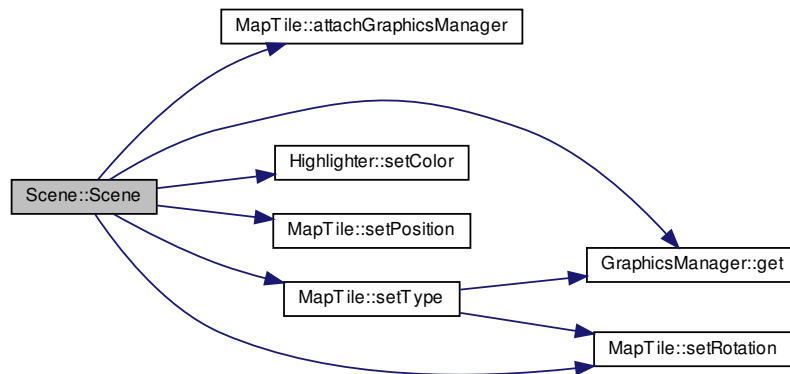 MapTile::attachGraphicsManager
Highlighter::setColor
Scene::Scene
MapTile::setPosition
GraphicsManager::get
MapTile::setType
MapTile::setRotation